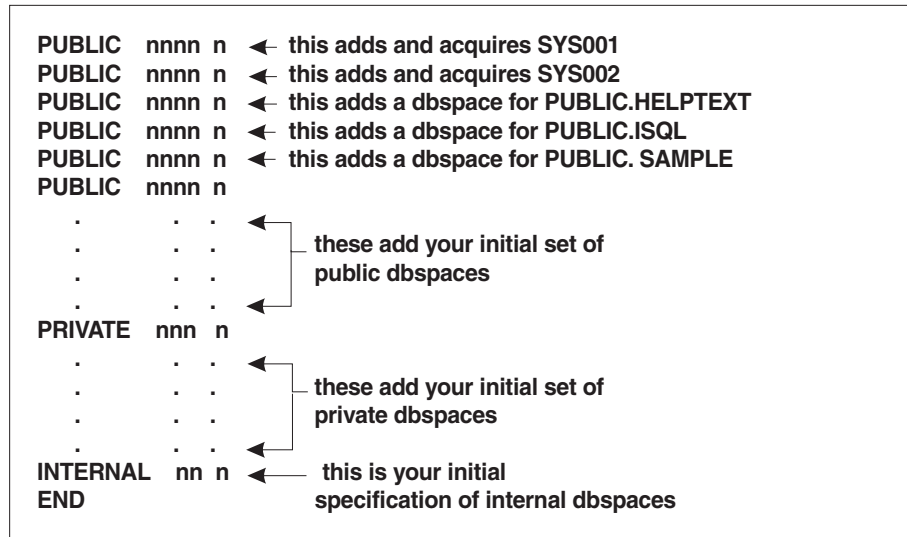 PUBLIC nnnn n this adds and acquires SYS001
PUBLIC nnnn n this adds and acquires SYS002
PUBLIC nnnn n this adds a dbspace for PUBLIC.HELPTEXT
PUBLIC nnnn n this adds a dbspace for PUBLIC.ISQL
PUBLIC nnnn n this adds a dbspace for PUBLIC. SAMPLE
PUBLIC nnnn n
. . .
. . . these add your initial set of
. . . public dbspaces
. . .
PRIVATE nnn n
. . .
. . . these add your initial set of
. . . private dbspaces
. . .
INTERNAL nn n this is your initial
END specification of internal dbspaces